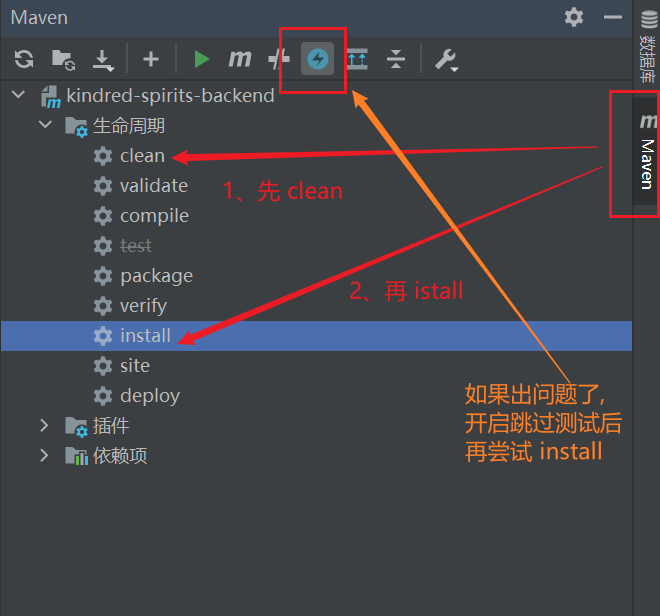 Maven
数据库
kindred-spirits-backend
生命周期
Maven
clean
validate
1、先 clean
compile
test
package
2、再 istall
verify
install
site
deploy
如果出问题了,
开启跳过测试后
再尝试 install
插件
依赖项